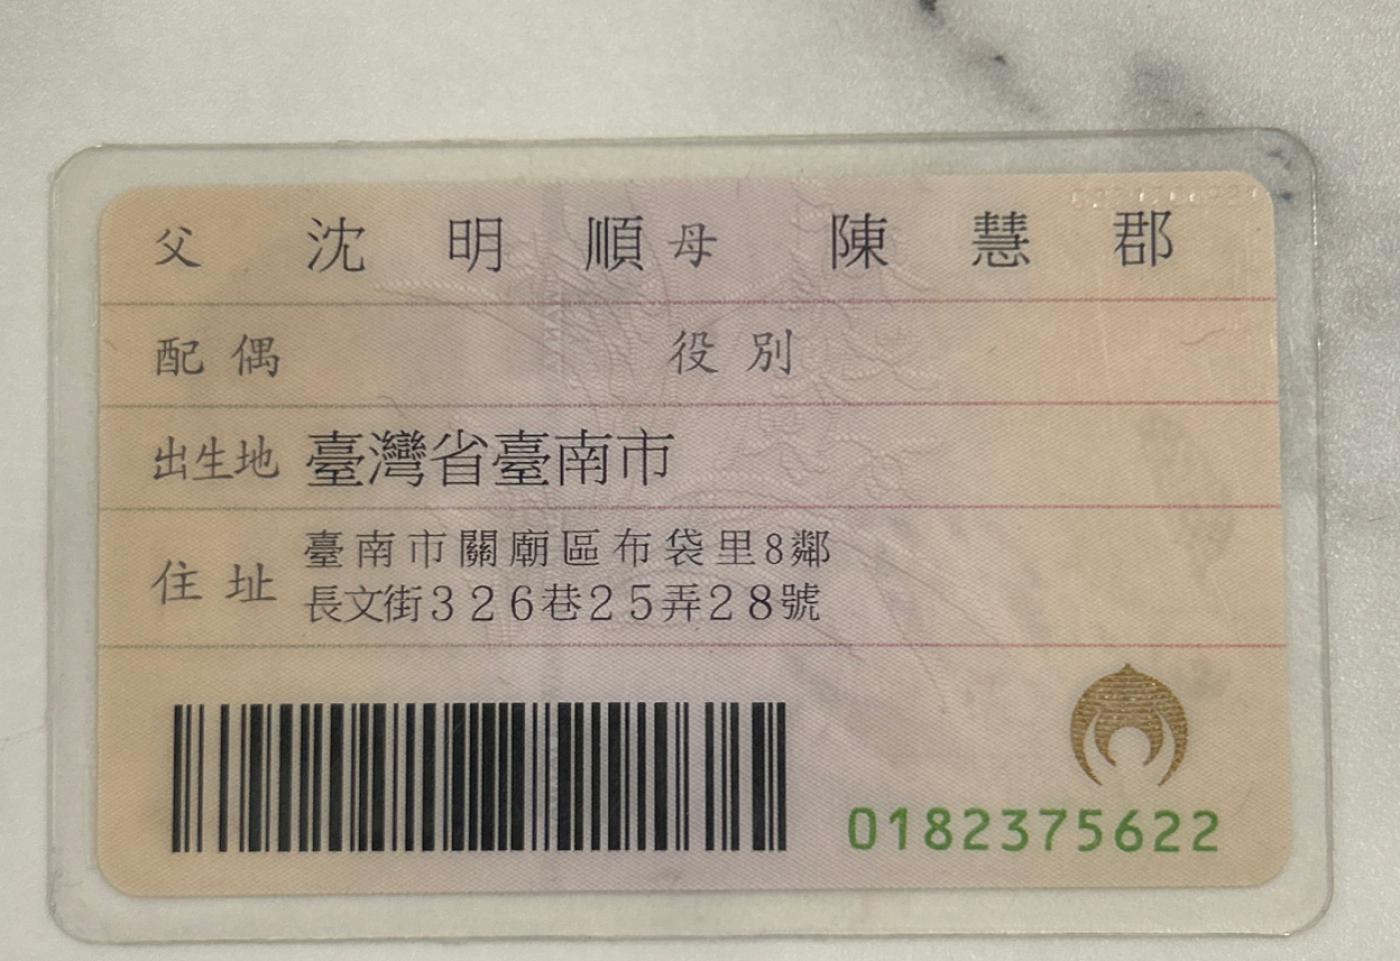 父 沈明順 母 陳慧郡
配偶 役別
出生地 臺灣省臺南市
住址 臺南市關廟區布袋里8鄰
長文街326巷25弄28號
0182375622